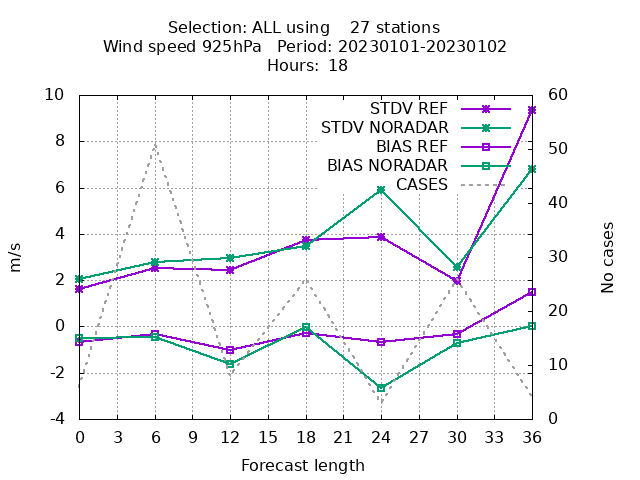 Selection: ALL using    27 stations
Wind speed 925hPa   Period: 20230101-20230102
Hours:  18
STDV REF
STDV NORADAR
BIAS REF
BIAS NORADAR
CASES
10
8
6
4
2
0
-2
-4
m/s
60
50
40
30
20
10
0
No cases
0 3 6 9 12 15 18 21 24 27 30 33 36
Forecast length